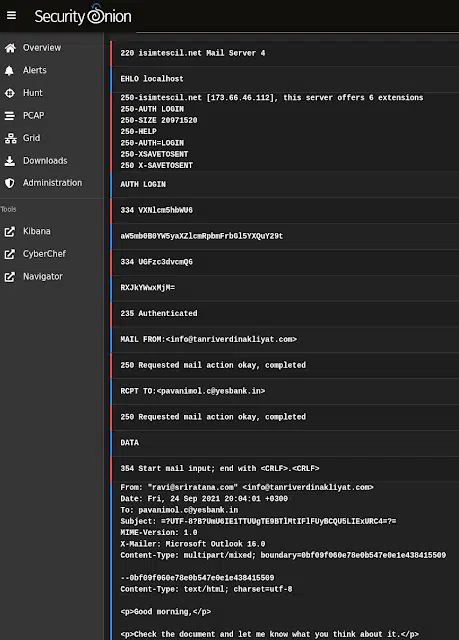 Security Onion
Overview
Alerts
Hunt
PCAP
Grid
Downloads
Administration
Tools
Kibana
CyberChef
Navigator
220 isimtescil.net Mail Server 4
EHLO localhost
250-isimtescil.net [173.66.46.112], this server offers 6 extensions
250-AUTH LOGIN
250-SIZE 20971520
250-HELP
250-AUTH=LOGIN
250-XSAVETOSENT
250 X-SAVETOSENT
AUTH LOGIN
334 VXNlcm5hbWU6
aW5mb0B0YW5yaXZlcmRpbmFrbGl5YXQuY29t
334 UGFzc3dvcmQ6
RXJkYWwxMjM=
235 Authenticated
MAIL FROM:<info@tanriverdinakliyat.com>
250 Requested mail action okay, completed
RCPT TO:<pavanimol.c@yesbank.in>
250 Requested mail action okay, completed
DATA
354 Start mail input; end with <CRLF>.<CRLF>
From: "ravi@sriratana.com" <info@tanriverdinakliyat.com>
Date: Fri, 24 Sep 2021 20:04:01 +0300
To: pavanimol.c@yesbank.in
Subject: =?UTF-8?B?UmU6IE1TTUUgTE9BTlMtIFlFUyBCQU5LIExURC4=?=
MIME-Version: 1.0
X-Mailer: Microsoft Outlook 16.0
Content-Type: multipart/mixed; boundary=0bf09f060e78e0b547e0e1e438415509
--0bf09f060e78e0b547e0e1e438415509
Content-Type: text/html; charset=utf-8
<p>Good morning,</p>
<p>Check the document and let me know what you think about it.</p>